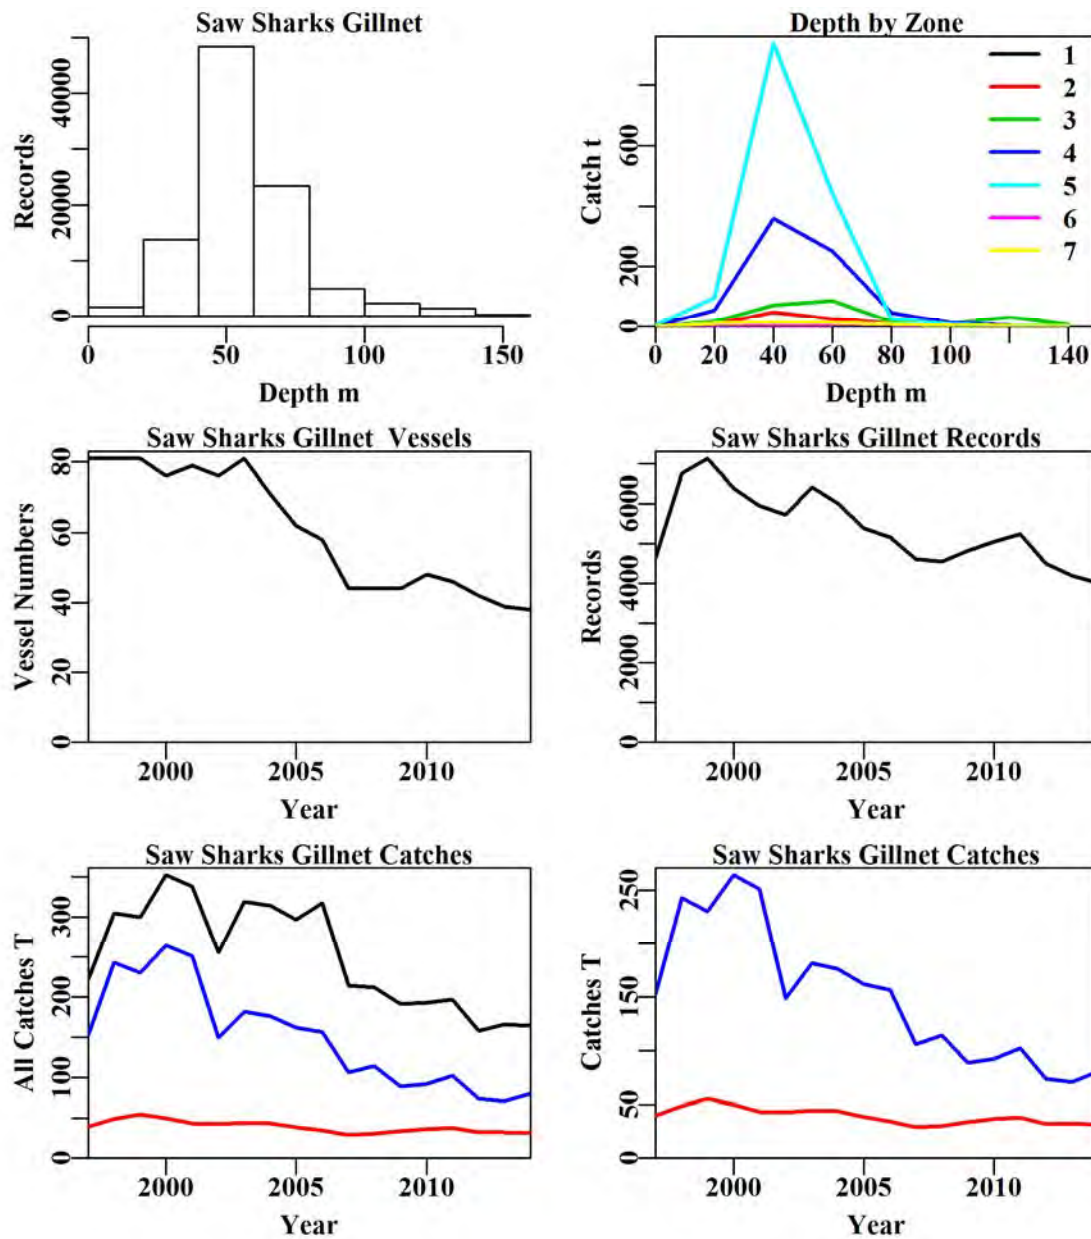 Saw Sharks Gillnet
Records
0 20000 40000
0 50 100 150
Depth m
Depth by Zone
Catch t
200 600
0 20 40 60 80 100 140
Depth m
1
2
3
4
5
6
7
Saw Sharks Gillnet Vessels
Vessel Numbers
0 20 40 60 80
2000 2005 2010
Year
Saw Sharks Gillnet Records
Records
0 2000 4000 6000
2000 2005 2010
Year
Saw Sharks Gillnet Catches
All Catches T
0 100 200 300
2000 2005 2010
Year
Saw Sharks Gillnet Catches
Catches T
0 50 150 250
2000 2005 2010
Year